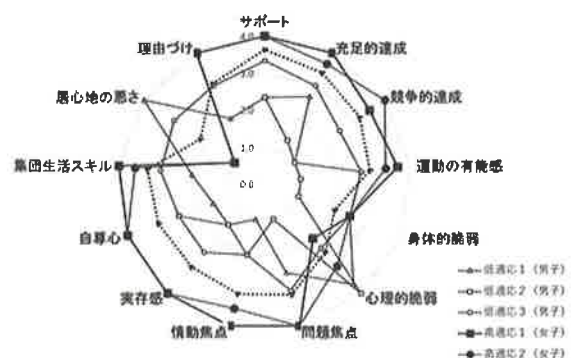 サポート
4.0
理由づけ
充足的達成
3.0
居心地の悪さ
競争的達成
2.0
1.0
集団生活スキル
運動の有能感
0.0
自尊心
身体的脆弱
実存感
心理的脆弱
情動焦点
問題焦点
低適応1（男子）
低適応2（男子）
低適応3（男子）
高適応1（女子）
高適応2（女子）